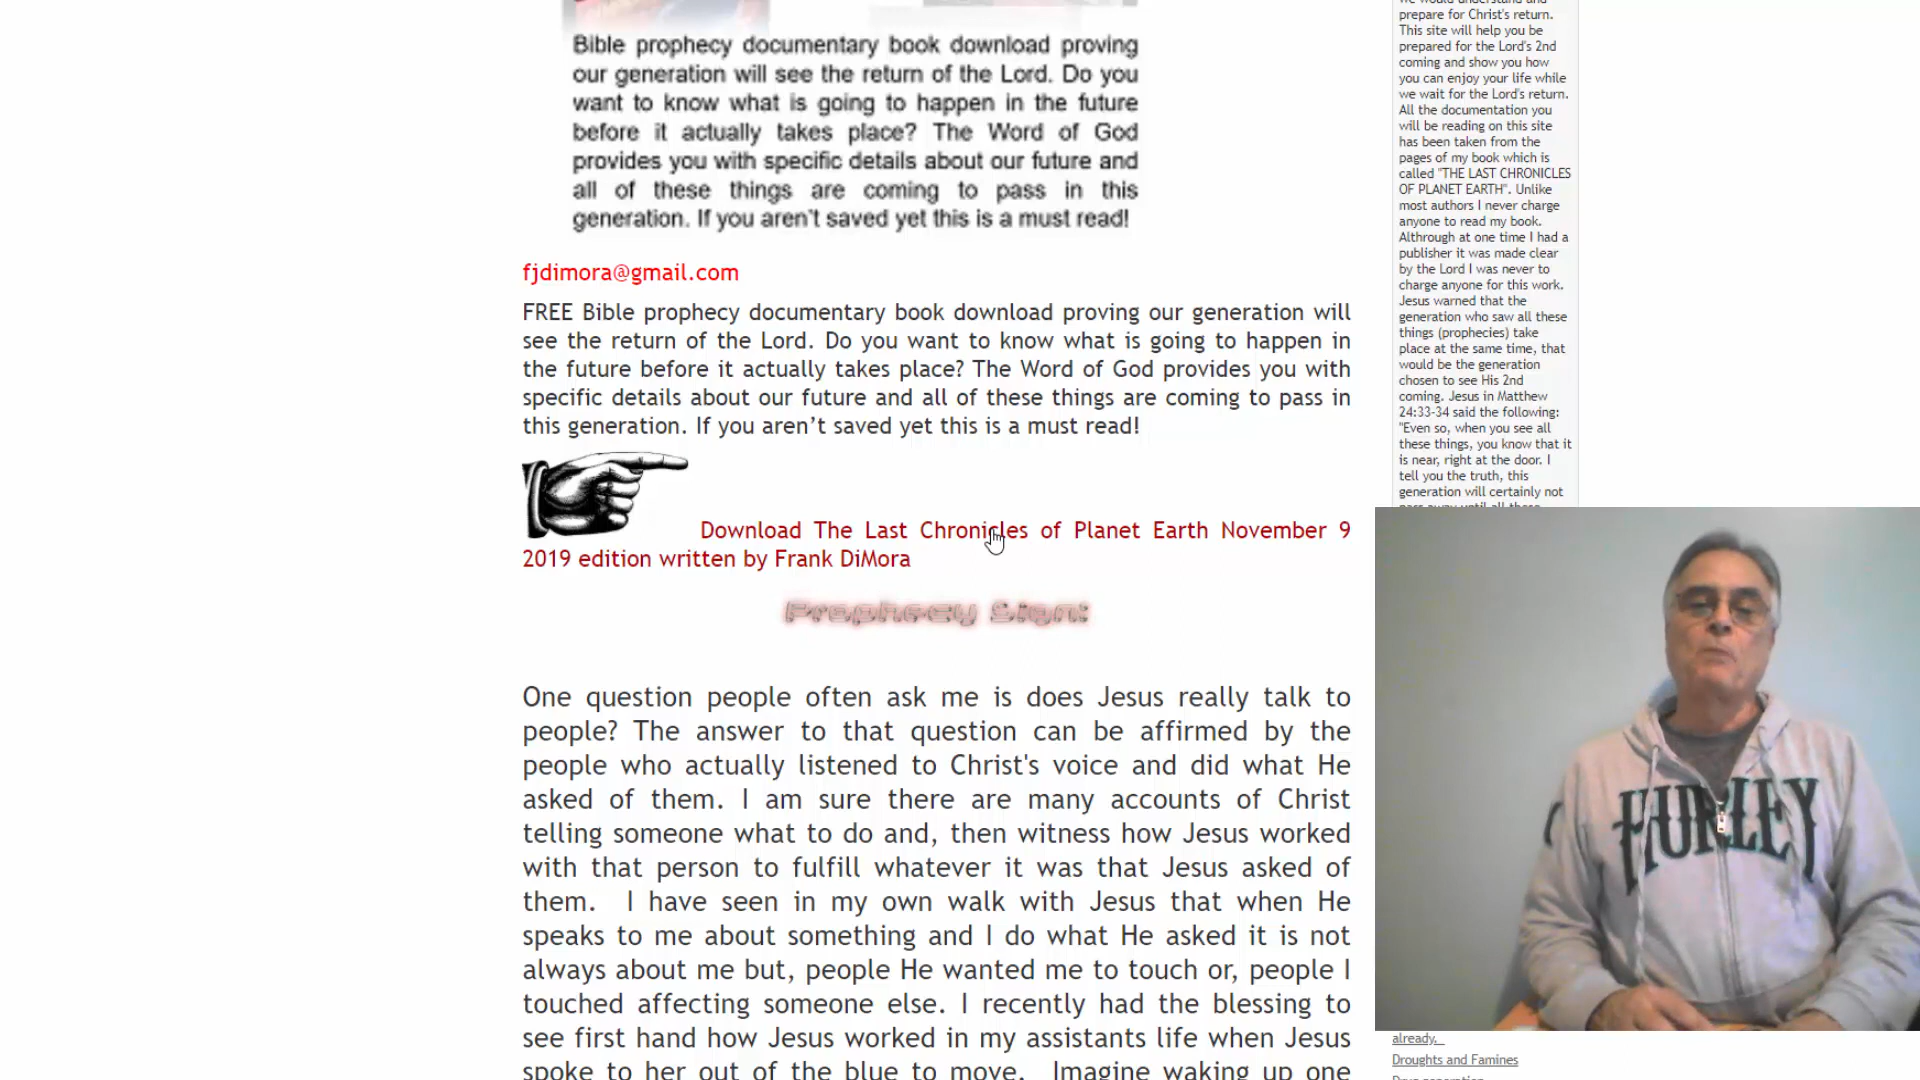 Bible prophecy documentary book download proving
our generation will see the return of the Lord. Do you
want to know what is going to happen in the future
before it actually takes place? The Word of God
provides you with specific details about our future and
all of these things are coming to pass in this
generation. If you aren't saved yet this is a must read!
fjdimora@gmail.com
FREE Bible prophecy documentary book download proving our generation will
see the return of the Lord. Do you want to know what is going to happen in
the future before it actually takes place? The Word of God provides you with
specific details about our future and all of these things are coming to pass in
this generation. If you aren’t saved yet this is a must read!
Download The Last Chronicles of Planet Earth November 9
2019 edition written by Frank DiMora
Prophecy Sign:
One question people often ask me is does Jesus really talk to
people? The answer to that question can be affirmed by the
people who actually listened to Christ's voice and did what He
asked of them. I am sure there are many accounts of Christ
telling someone what to do and, then witness how Jesus worked
with that person to fulfill whatever it was that Jesus asked of
them.  I have seen in my own walk with Jesus that when He
speaks to me about something and I do what He asked it is not
always about me but, people He wanted me to touch or, people I
touched affecting someone else. I recently had the blessing to
see first hand how Jesus worked in my assistants life when Jesus
spoke to her out of the blue to move.  Imagine waking up one
we would understand and
prepare for Christ's return.
This site will help you be
prepared for the Lord's 2nd
coming and show you how
you can enjoy your life while
we wait for the Lord's return.
All the documentation you
will be reading on this site
has been taken from the
pages of my book which is
called "THE LAST CHRONICLES
OF PLANET EARTH". Unlike
most authors I never charge
anyone to read my book.
Althrough at one time I had a
publisher it was made clear
by the Lord I was never to
charge anyone for this work.
Jesus warned that the
generation who saw all these
things (prophecies) take
place at the same time, that
would be the generation
chosen to see His 2nd
coming. Jesus in Matthew
24:33-34 said the following:
"Even so, when you see all
these things, you know that it
is near, right at the door. I
tell you the truth, this
generation will certainly not
pass away until all these
HURLEY
already.
Droughts and Famines
Drug generation